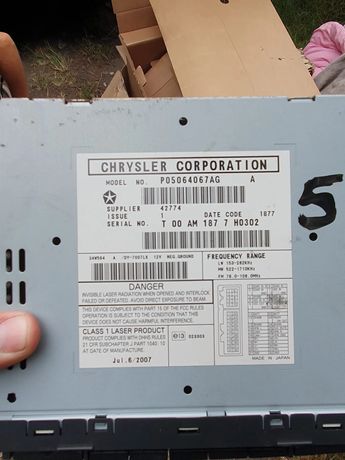 CHRYSLER CORPORATION
MODEL NO. P05064067AG A
SUPPLIER 42774
ISSUE 1 DATE CODE 1877
SERIAL NO. T 00 AM 187 7 H0302
5
12V NEG.GROUND
FREQUENCY RANGE
LW 153-282KHz
MW 522-1710KHz
FM 76.0-108.0MHz
DANGER
INVISIBLE LASER RADIATION WHEN OPENED AND INTERLOCK
FAILED OR DEFEATED. AVOID DIRECT EXPOSURE TO BEAM.
THIS DEVICE COMPLIES WITH PART 15 OF THE FCC RULES
OPERATION IS SUBJECT TO THE CONDITION THAT THIS
DEVICE DOES NOT CAUSE HARMFUL INTERFERENCE.
CLASS 1 LASER PRODUCT
PRODUCT COMPLIES WITH DHHS RULES
21 CFR SUBCHAPTER J PART 1040.10
AT DATE OF MANUFACTURE
Jul.6/2007
MADE IN JAPAN